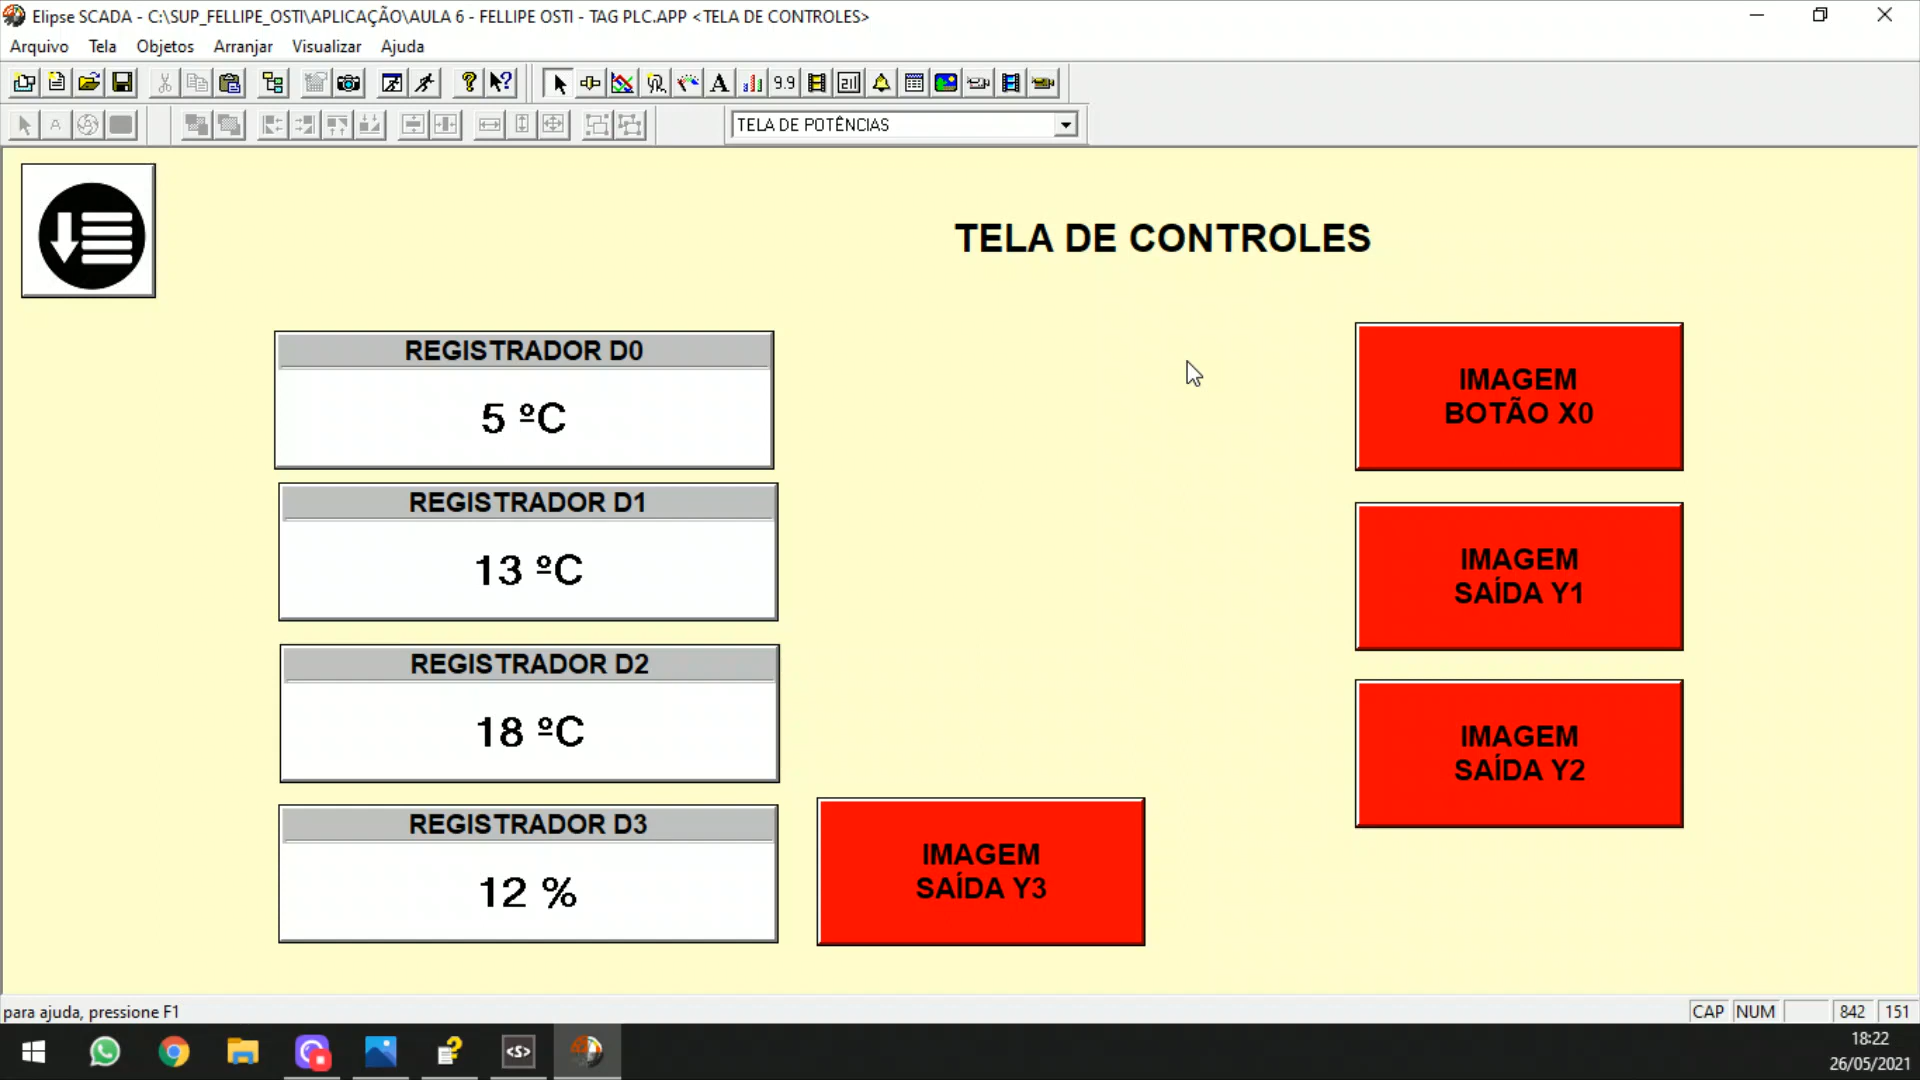 Elipse SCADA - C:\SUP_FELLIPE_OSTI\APLICAÇÃO\AULA 6 - FELLIPE OSTI - TAG PLC.APP <TELA DE CONTROLES>
Arquivo Tela Objetos Arranjar Visualizar Ajuda
A 9.9
TELA DE POTÊNCIAS
TELA DE CONTROLES
REGISTRADOR D0
5 ºC
REGISTRADOR D1
13 ºC
REGISTRADOR D2
18 ºC
REGISTRADOR D3
12 %
IMAGEM
SAÍDA Y3
IMAGEM
BOTÃO X0
IMAGEM
SAÍDA Y1
IMAGEM
SAÍDA Y2
para ajuda, pressione F1
CAP NUM 842 151
<S>
18:22
26/05/2021